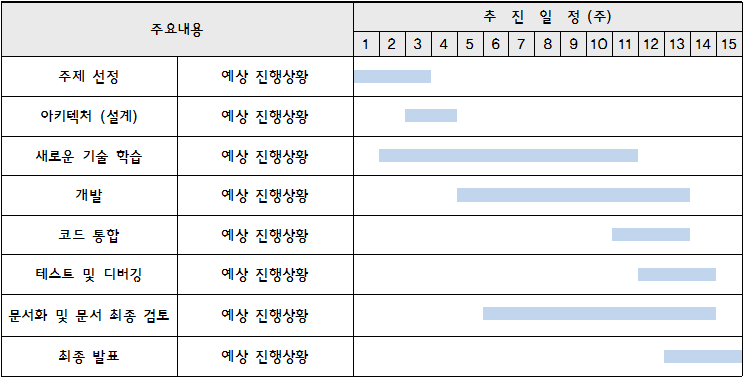 주요내용
추 진 일 정 (주)
1 2 3 4 5 6 7 8 9 10 11 12 13 14 15
주제 선정 예상 진행상황
아키텍처 (설계) 예상 진행상황
새로운 기술 학습 예상 진행상황
개발 예상 진행상황
코드 통합 예상 진행상황
테스트 및 디버깅 예상 진행상황
문서화 및 문서 최종 검토 예상 진행상황
최종 발표 예상 진행상황